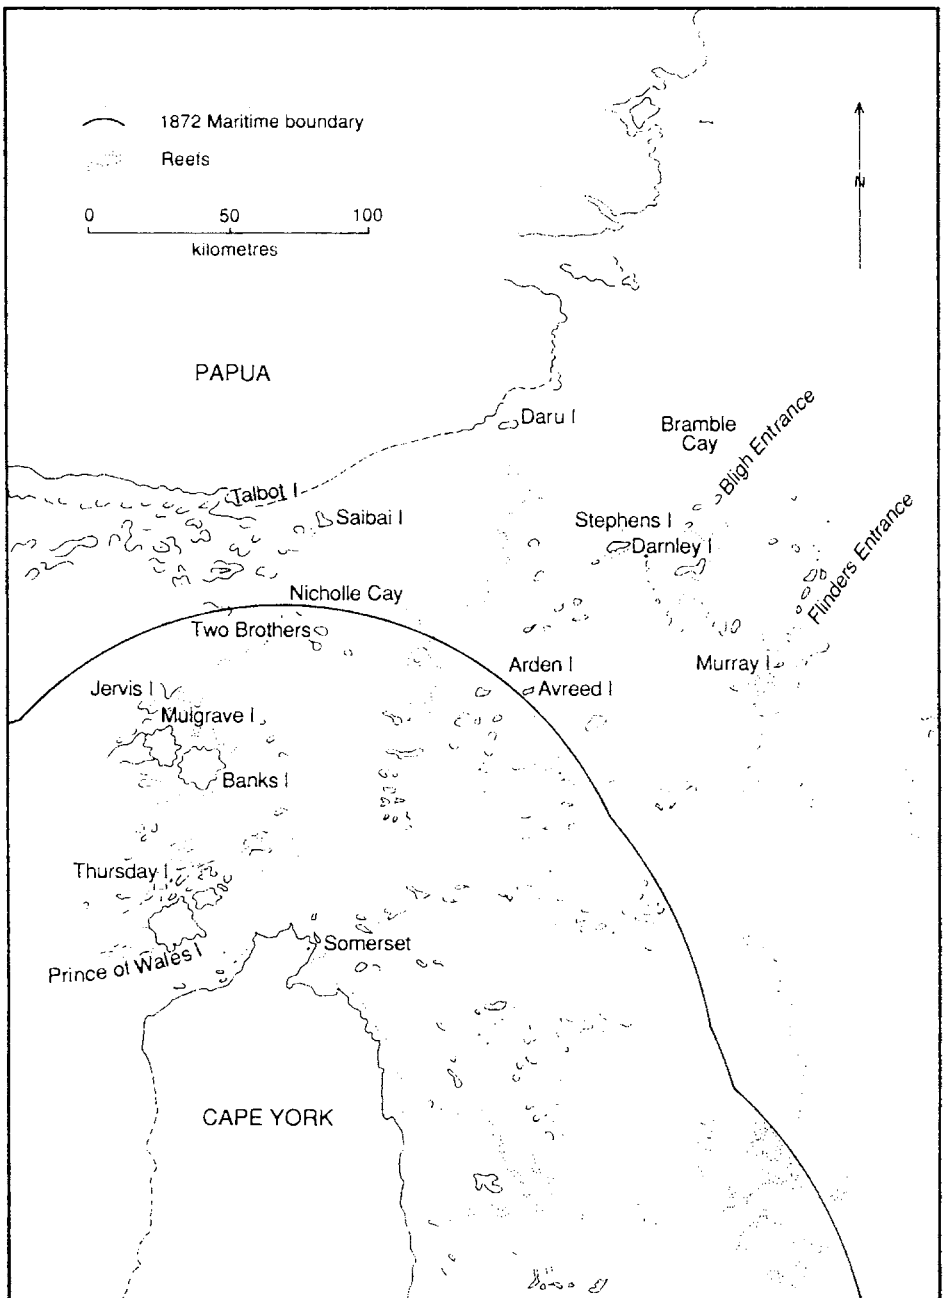 1872 Maritime boundary
Reefs
0 50 100
kilometres
N
PAPUA
Daru I
Bramble
Cay
Bligh Entrance
Talbot I
Saibai I
Stephens I
Darnley I
Flinders Entrance
Nicholle Cay
Two Brothers
Arden I
Murray I
Jervis I
Avreed I
Mulgrave I
Banks I
Thursday I
Somerset
Prince of Wales I
CAPE YORK